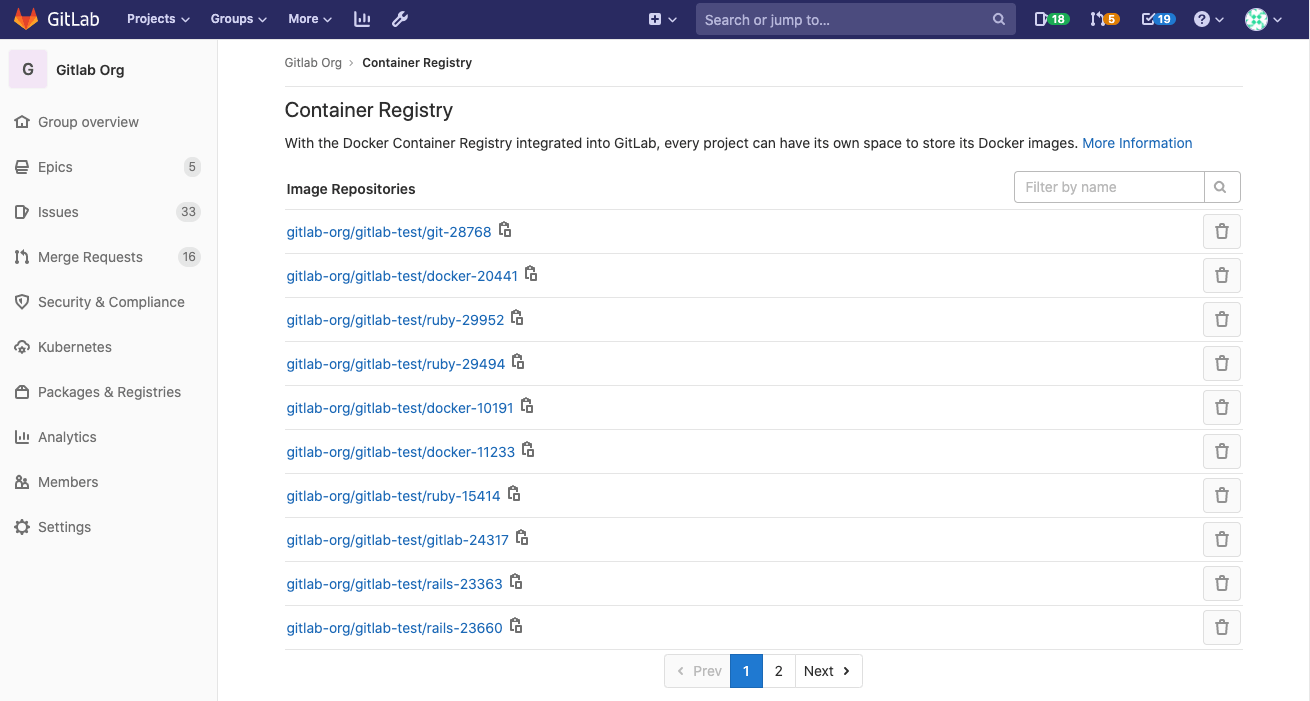 GitLab Projects Groups More Search or jump to... 18 5 19
G Gitlab Org
Group overview
Epics 5
Issues 33
Merge Requests 16
Security & Compliance
Kubernetes
Packages & Registries
Analytics
Members
Settings
Gitlab Org › Container Registry
Container Registry
With the Docker Container Registry integrated into GitLab, every project can have its own space to store its Docker images. More Information
Image Repositories Filter by name
gitlab-org/gitlab-test/git-28768
gitlab-org/gitlab-test/docker-20441
gitlab-org/gitlab-test/ruby-29952
gitlab-org/gitlab-test/ruby-29494
gitlab-org/gitlab-test/docker-10191
gitlab-org/gitlab-test/docker-11233
gitlab-org/gitlab-test/ruby-15414
gitlab-org/gitlab-test/gitlab-24317
gitlab-org/gitlab-test/rails-23363
gitlab-org/gitlab-test/rails-23660
Prev 1 2 Next